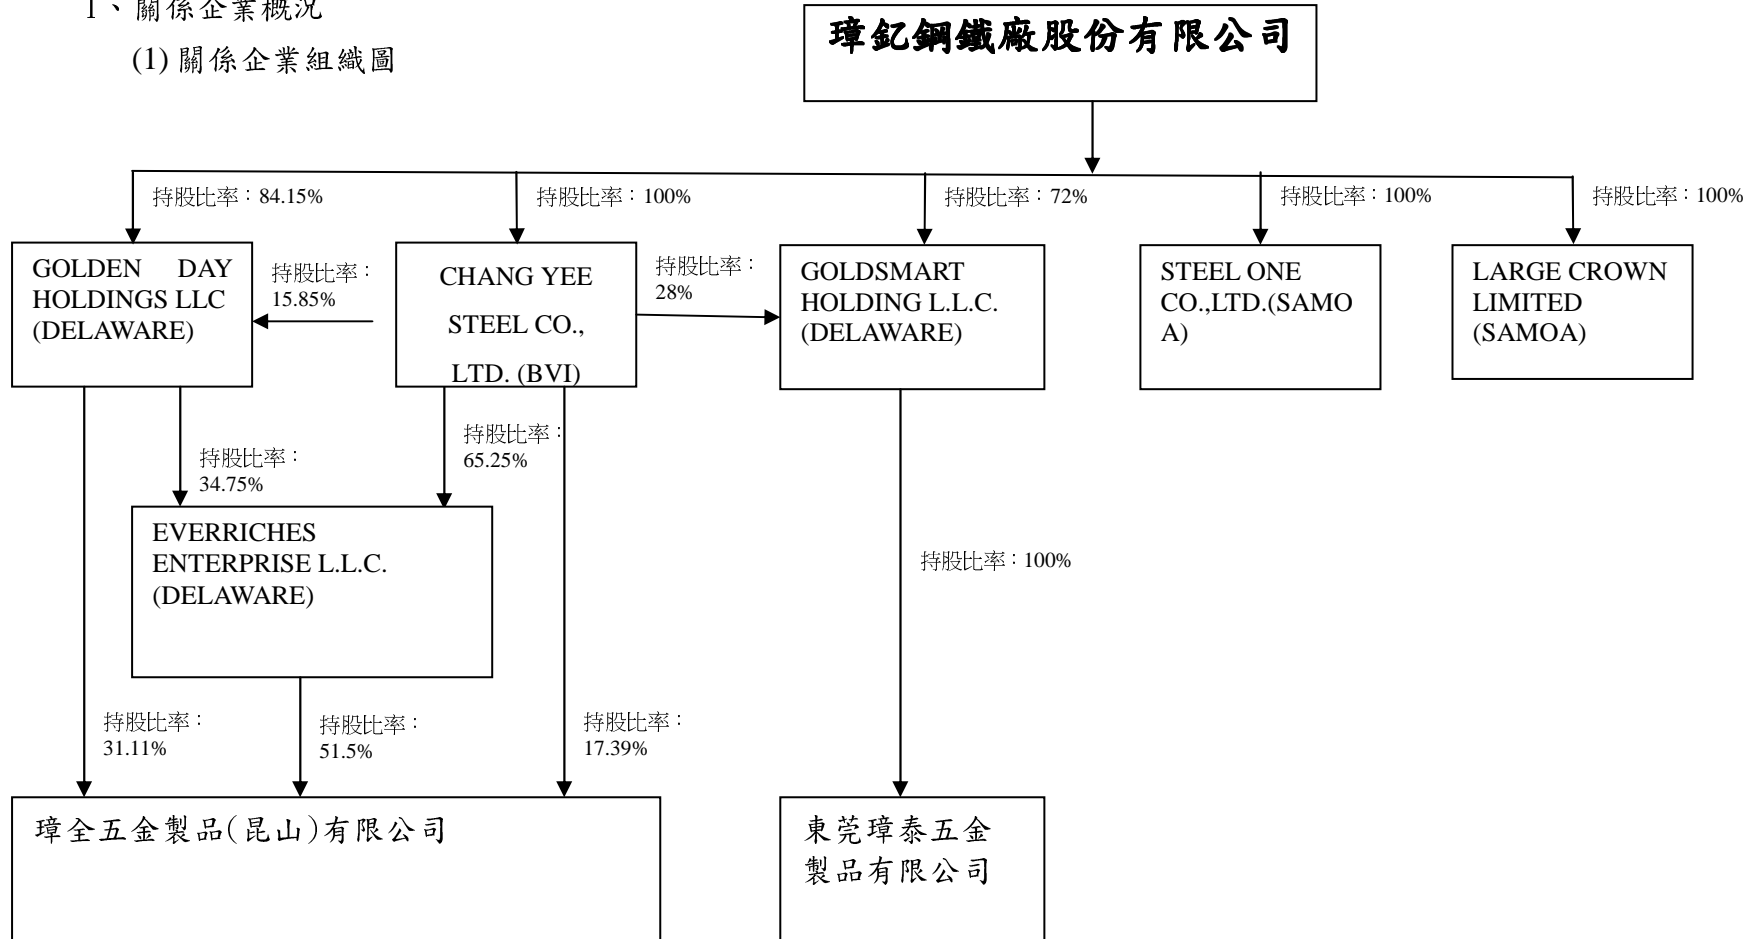 1、關係企業概況
(1) 關係企業組織圖
璋釔鋼鐵廠股份有限公司
持股比率：84.15%
持股比率：100%
持股比率：72%
持股比率：100%
持股比率：100%
GOLDEN DAY
HOLDINGS LLC
(DELAWARE)
持股比率：
15.85%
CHANG YEE
STEEL CO.,
LTD. (BVI)
持股比率：
28%
GOLDSMART
HOLDING L.L.C.
(DELAWARE)
STEEL ONE
CO.,LTD.(SAMO
A)
LARGE CROWN
LIMITED
(SAMOA)
持股比率：
34.75%
持股比率：
65.25%
EVERRICHES
ENTERPRISE L.L.C.
(DELAWARE)
持股比率：100%
持股比率：
31.11%
持股比率：
51.5%
持股比率：
17.39%
璋全五金製品(昆山)有限公司
東莞璋泰五金
製品有限公司